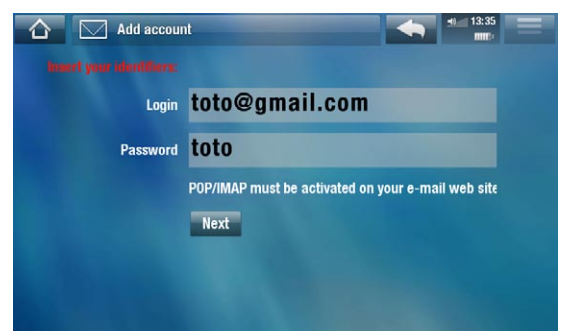 Add account
13:35
Insert your identifiers:
Login toto@gmail.com
Password toto
POP/IMAP must be activated on your e-mail web site
Next